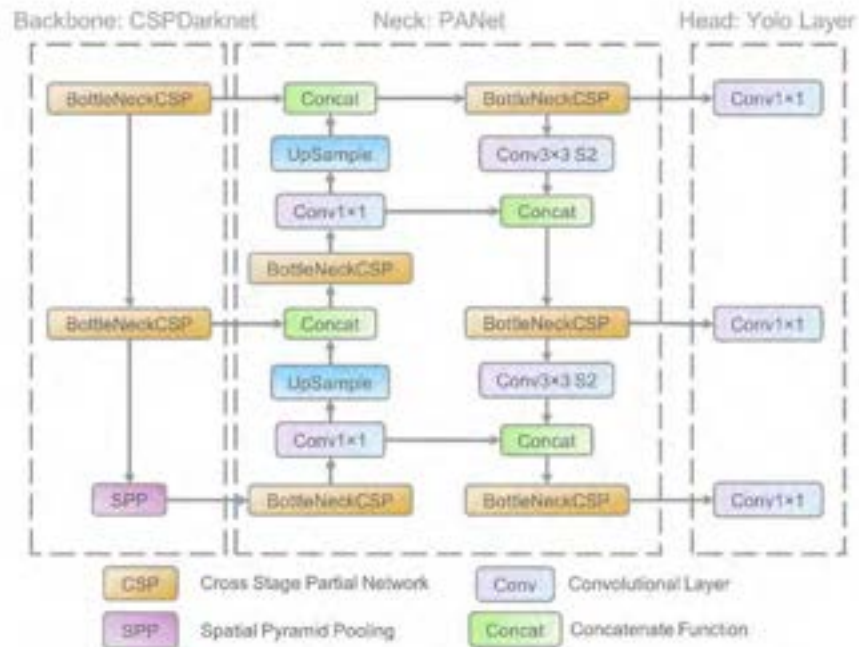 Backbone: CSPDarknet Neck: PANet Head: Yolo Layer
BottleNeckCSP Concat BottleNeckCSP Conv1×1
UpSample Conv3×3 S2
Conv1×1 Concat
BottleNeckCSP
BottleNeckCSP Concat BottleNeckCSP Conv1×1
UpSample Conv3×3 S2
Conv1×1 Concat
SPP BottleNeckCSP BottleNeckCSP Conv1×1
CSP Cross Stage Partial Network Conv Convolutional Layer
SPP Spatial Pyramid Pooling Concat Concatenate Function